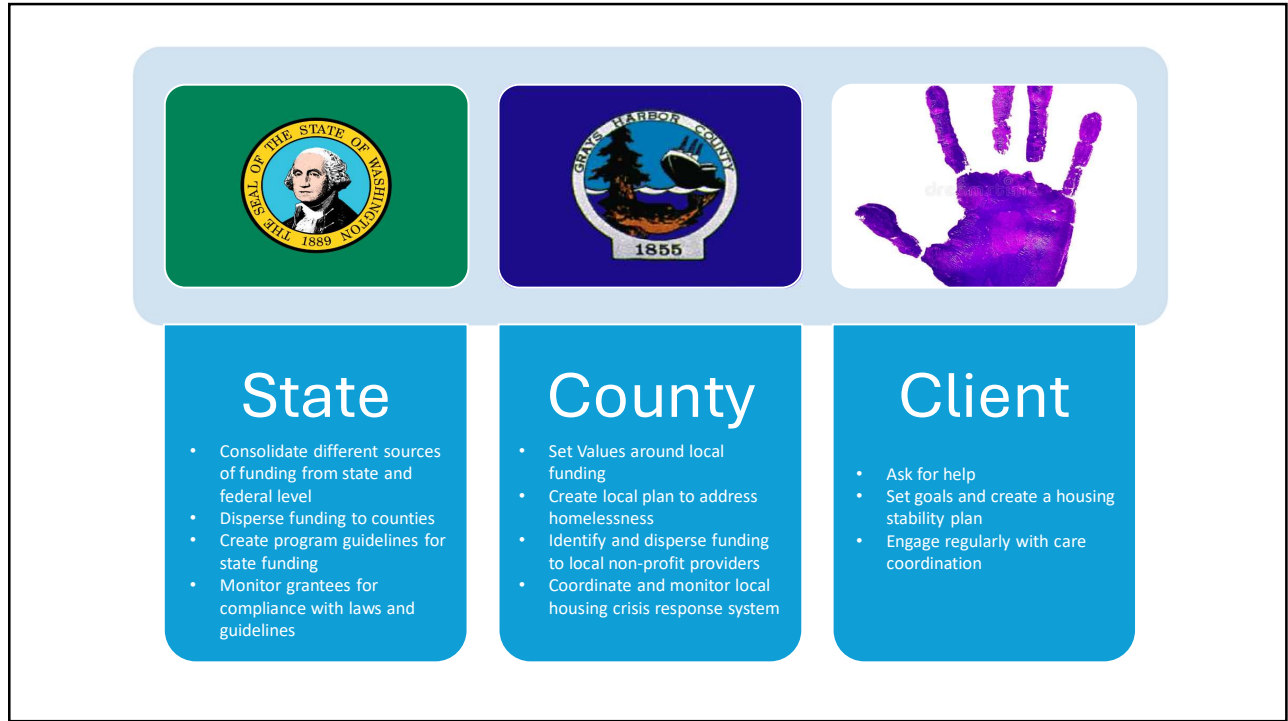 THE SEAL OF THE STATE OF WASHINGTON
1889
GRAYS HARBOR COUNTY
1855
State
• Consolidate different sources
of funding from state and
federal level
• Disperse funding to counties
• Create program guidelines for
state funding
• Monitor grantees for
compliance with laws and
guidelines
County
• Set Values around local
funding
• Create local plan to address
homelessness
• Identify and disperse funding
to local non-profit providers
• Coordinate and monitor local
housing crisis response system
Client
• Ask for help
• Set goals and create a housing
stability plan
• Engage regularly with care
coordination